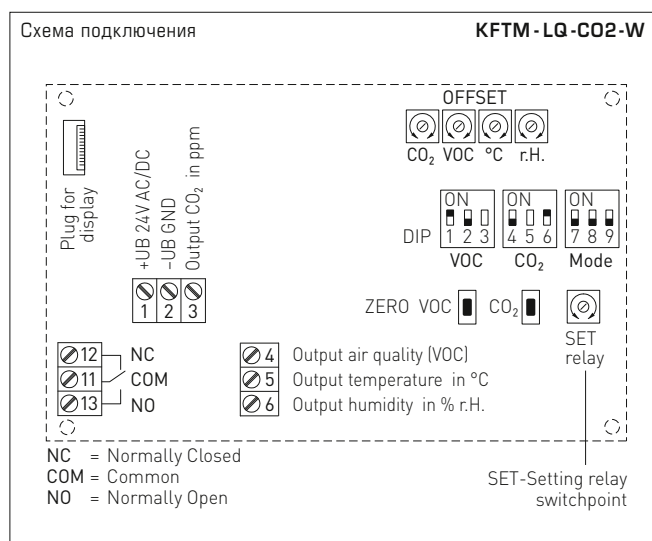 Схема подключения KFTM-LQ-CO2-W
OFFSET
CO₂ VOC °C r.H.
Plug for
display
+UB 24V AC/DC
–UB GND
Output CO₂ in ppm
1 2 3
ON ON ON
DIP 1 2 3 4 5 6 7 8 9
VOC CO₂ Mode
ZERO VOC CO₂
SET
relay
12 NC
11 COM
13 NO
4 Output air quality (VOC)
5 Output temperature in °C
6 Output humidity in % r.H.
NC = Normally Closed
COM = Common
NO = Normally Open
SET-Setting relay
switchpoint